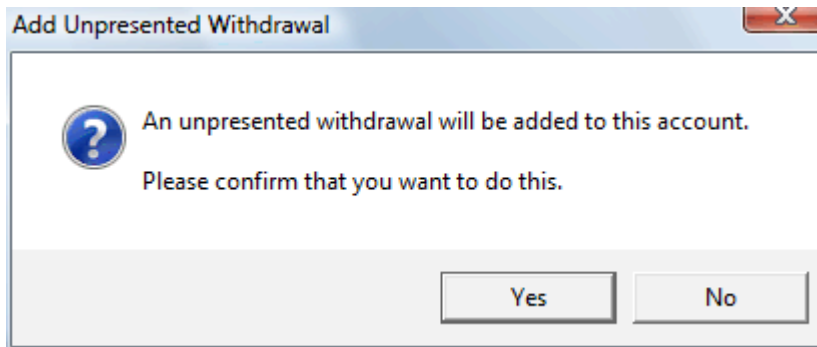 Add Unpresented Withdrawal
An unpresented withdrawal will be added to this account.
Please confirm that you want to do this.
Yes
No